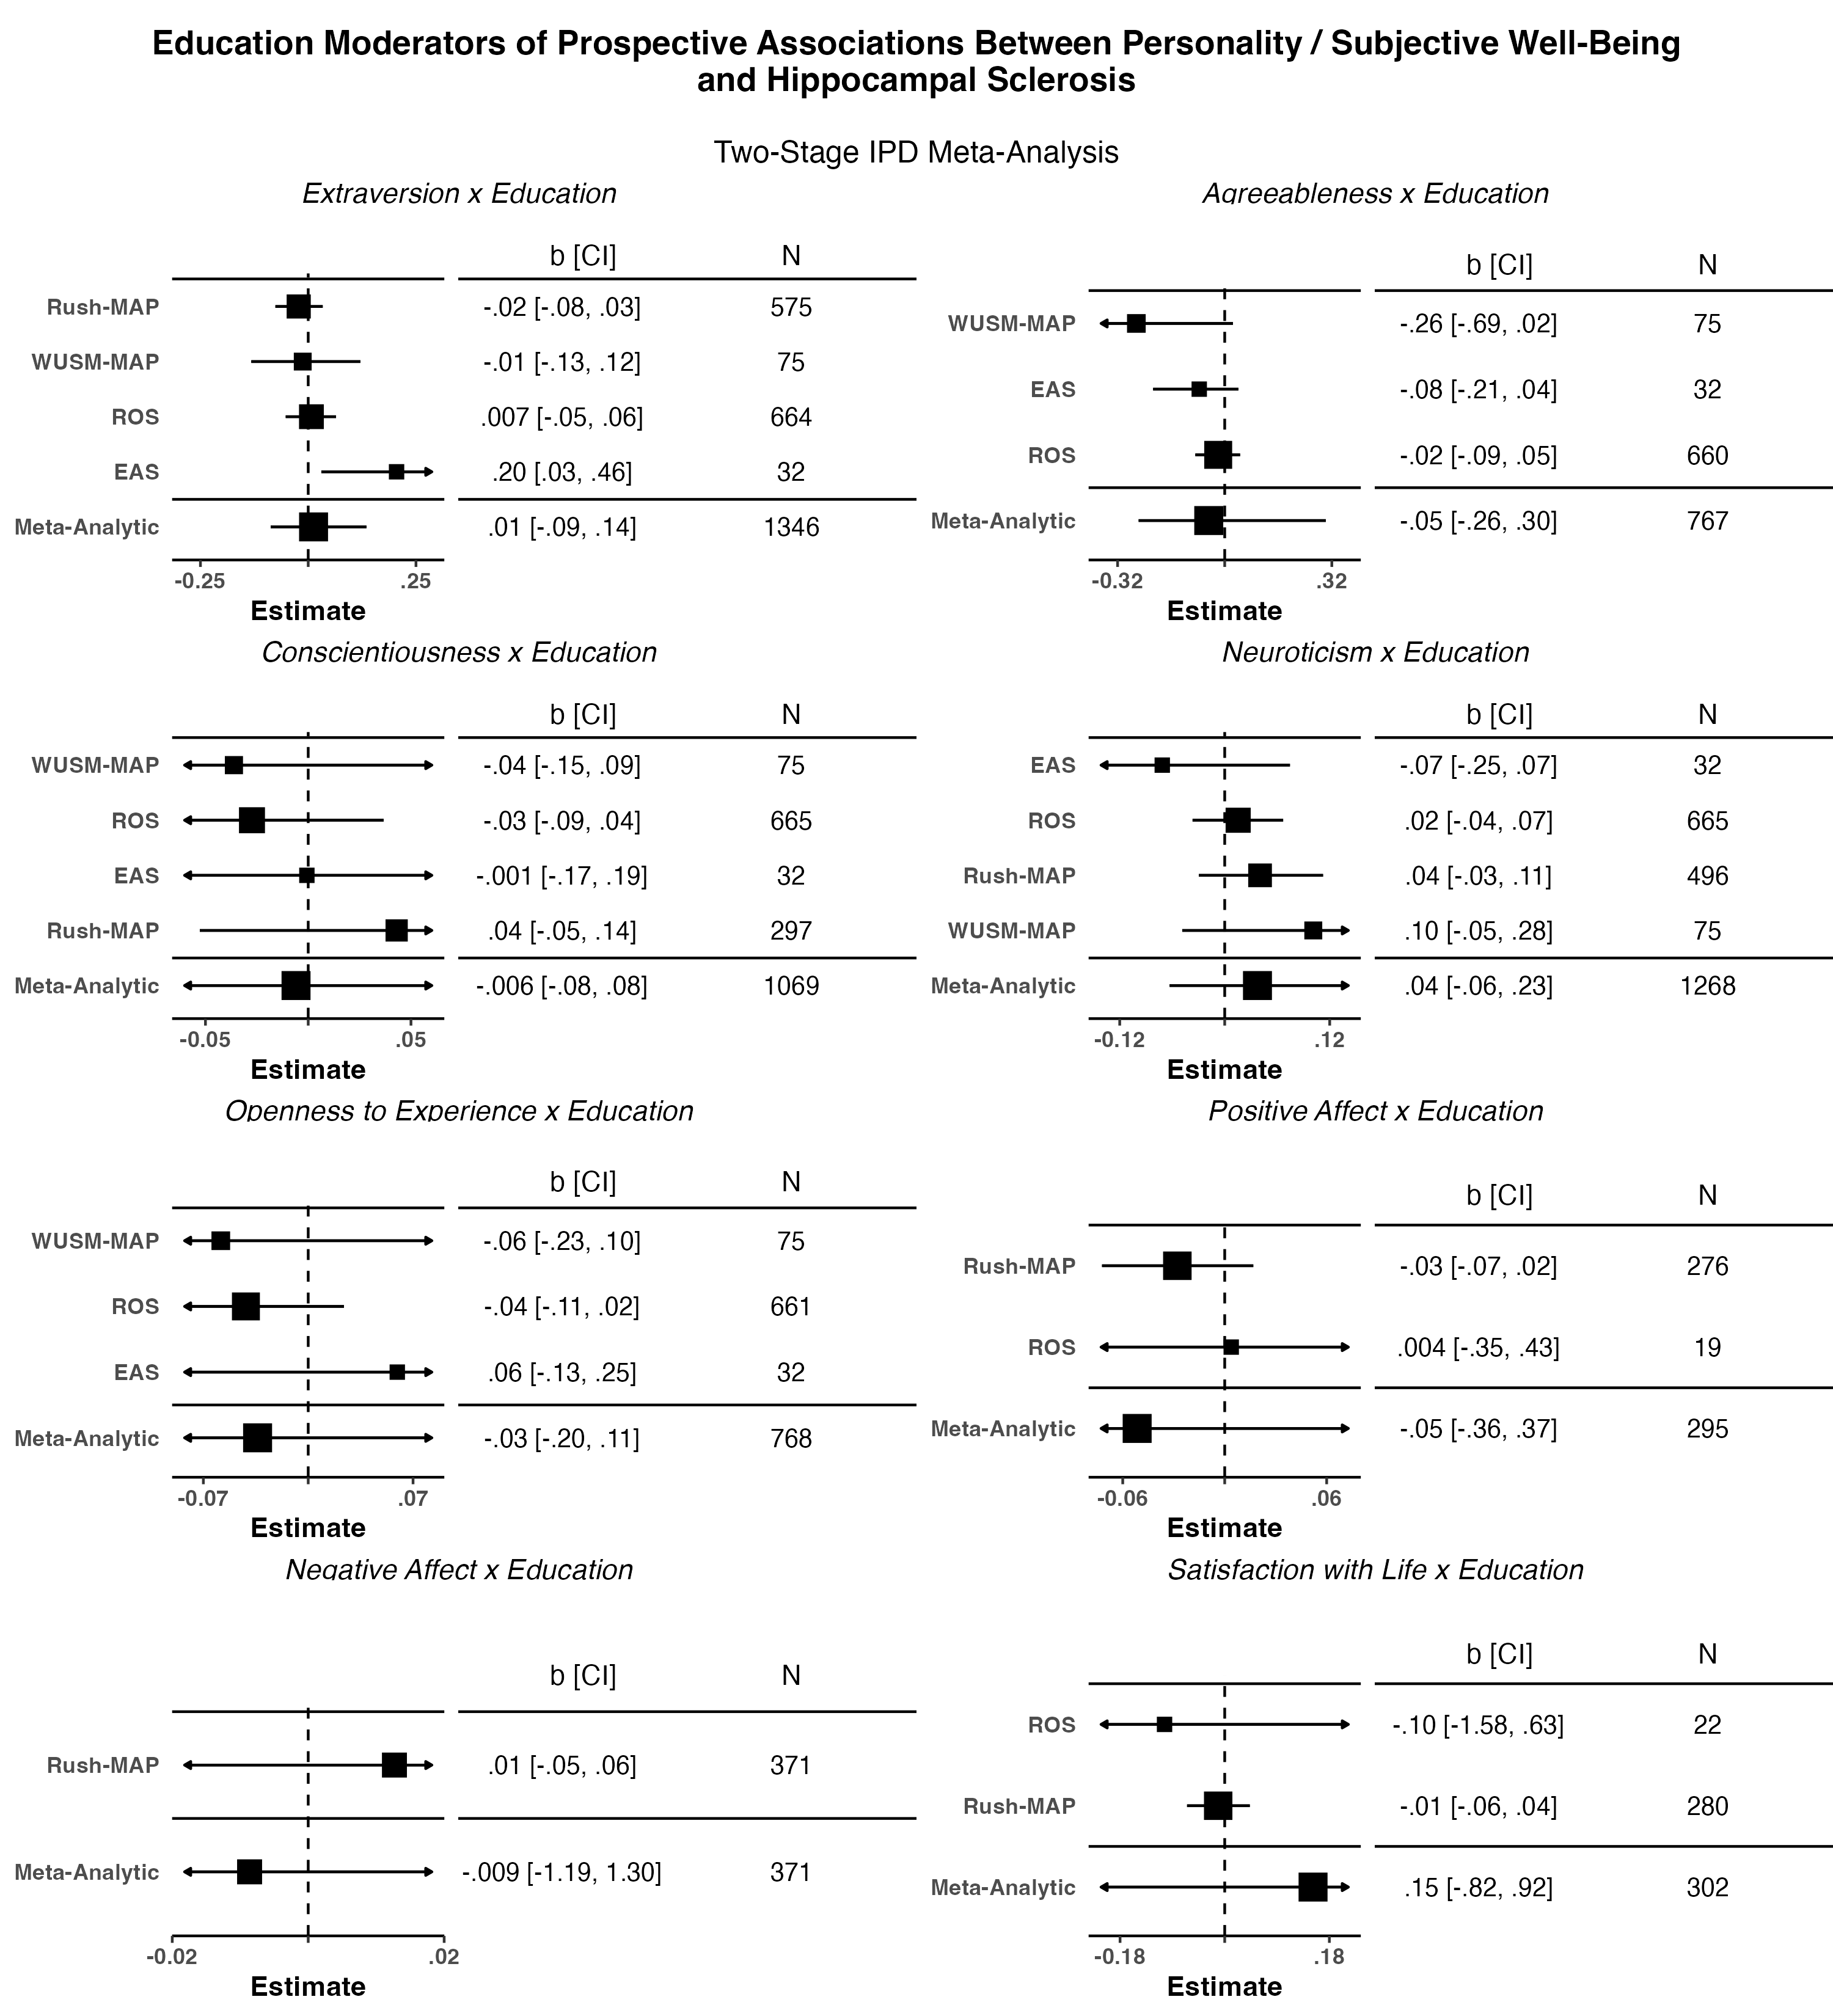 Education Moderators of Prospective Associations Between Personality / Subjective Well-Being
and Hippocampal Sclerosis
Two-Stage IPD Meta-Analysis
Extraversion x Education
b [CI] N
Rush-MAP -.02 [-.08, .03] 575
WUSM-MAP -.01 [-.13, .12] 75
ROS .007 [-.05, .06] 664
EAS .20 [.03, .46] 32
Meta-Analytic .01 [-.09, .14] 1346
-0.25 .25
Estimate
Agreeableness x Education
b [CI] N
WUSM-MAP -.26 [-.69, .02] 75
EAS -.08 [-.21, .04] 32
ROS -.02 [-.09, .05] 660
Meta-Analytic -.05 [-.26, .30] 767
-0.32 .32
Estimate
Conscientiousness x Education
b [CI] N
WUSM-MAP -.04 [-.15, .09] 75
ROS -.03 [-.09, .04] 665
EAS -.001 [-.17, .19] 32
Rush-MAP .04 [-.05, .14] 297
Meta-Analytic -.006 [-.08, .08] 1069
-0.05 .05
Estimate
Neuroticism x Education
b [CI] N
EAS -.07 [-.25, .07] 32
ROS .02 [-.04, .07] 665
Rush-MAP .04 [-.03, .11] 496
WUSM-MAP .10 [-.05, .28] 75
Meta-Analytic .04 [-.06, .23] 1268
-0.12 .12
Estimate
Openness to Experience x Education
b [CI] N
WUSM-MAP -.06 [-.23, .10] 75
ROS -.04 [-.11, .02] 661
EAS .06 [-.13, .25] 32
Meta-Analytic -.03 [-.20, .11] 768
-0.07 .07
Estimate
Positive Affect x Education
b [CI] N
Rush-MAP -.03 [-.07, .02] 276
ROS .004 [-.35, .43] 19
Meta-Analytic -.05 [-.36, .37] 295
-0.06 .06
Estimate
Negative Affect x Education
b [CI] N
Rush-MAP .01 [-.05, .06] 371
Meta-Analytic -.009 [-1.19, 1.30] 371
-0.02 .02
Estimate
Satisfaction with Life x Education
b [CI] N
ROS -.10 [-1.58, .63] 22
Rush-MAP -.01 [-.06, .04] 280
Meta-Analytic .15 [-.82, .92] 302
-0.18 .18
Estimate